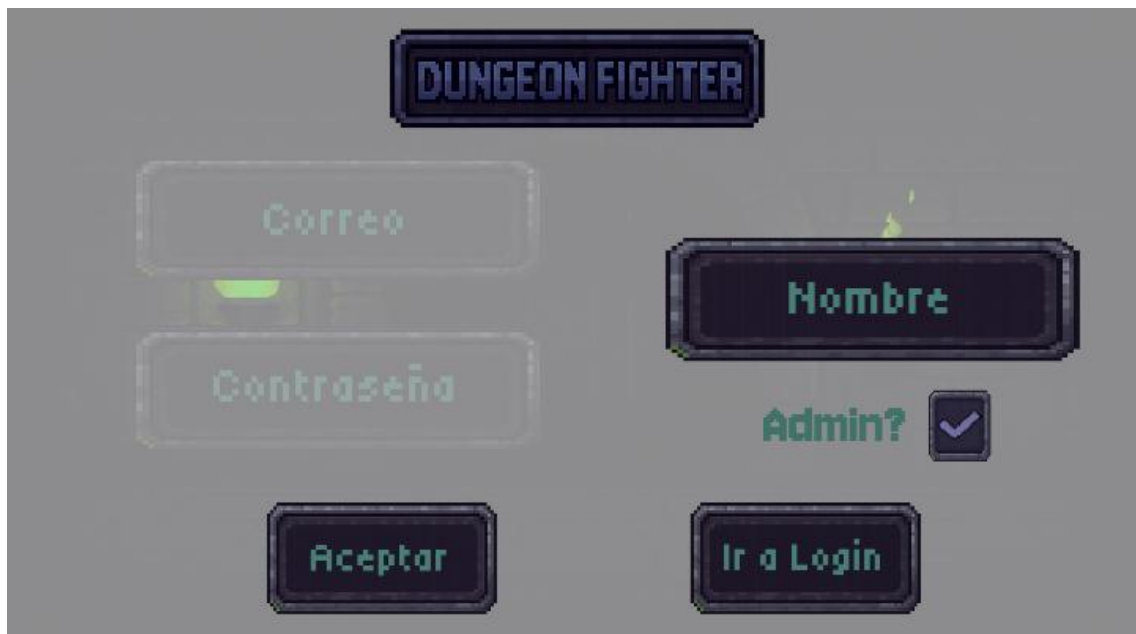 DUNGEON FIGHTER
Correo
Nombre
Contraseña
Admin?
Aceptar
Ir a Login